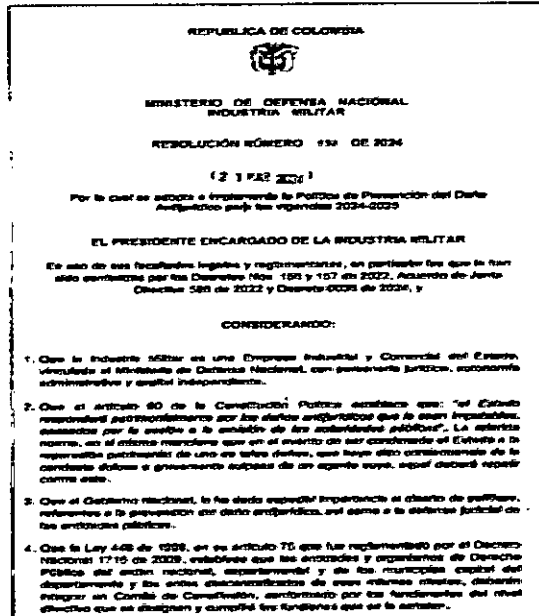 REPUBLICA DE COLOMBIA
MINISTERIO DE DEFENSA NACIONAL
INDUSTRIA MILITAR
RESOLUCIÓN NÚMERO DE 2024
Por la cual se adopta e implementa la Política de Prevención del Daño
Antijurídico para las vigencias 2024-2025
EL PRESIDENTE ENCARGADO DE LA INDUSTRIA MILITAR
En uso de sus facultades legales y reglamentarias, en particular las que le han
sido conferidas por los Decretos Nos. y 157 de 2022, Acuerdo de Junta
Directiva de 2022 y Decreto de 2024, y
CONSIDERANDO:
1. Que la Industria Militar es una Empresa Industrial y Comercial del Estado,
vinculada al Ministerio de Defensa Nacional, con personería jurídica, autonomía
administrativa y capital independiente.
2. Que el artículo 90 de la Constitución Política establece que: "el Estado
responderá patrimonialmente por los daños antijurídicos que le sean imputables,
causados por la acción o la omisión de las autoridades públicas". La
norma, en sí misma menciona que en el evento de ser condenado el Estado a la
reparación patrimonial de uno de tales daños, que haya sido consecuencia de la
conducta dolosa o gravemente culposa de un agente suyo, aquel deberá repetir
contra este.
3. Que el Gobierno Nacional, le ha dado especial importancia al diseño de políticas,
referentes a la prevención del daño antijurídico, así como a la defensa judicial de
las entidades públicas.
4. Que la Ley 446 de 1998, en su artículo 75 que fue reglamentado por el Decreto
Nacional 1716 de 2009, establece que las entidades y organismos de Derecho
Público del orden nacional, departamental y de los municipios capital del
departamento y los entes descentralizados de esos mismos niveles, deberán
integrar un Comité de Conciliación, conformado por los funcionarios del nivel
directivo que se designen y cumplirá las funciones que se le señalen.